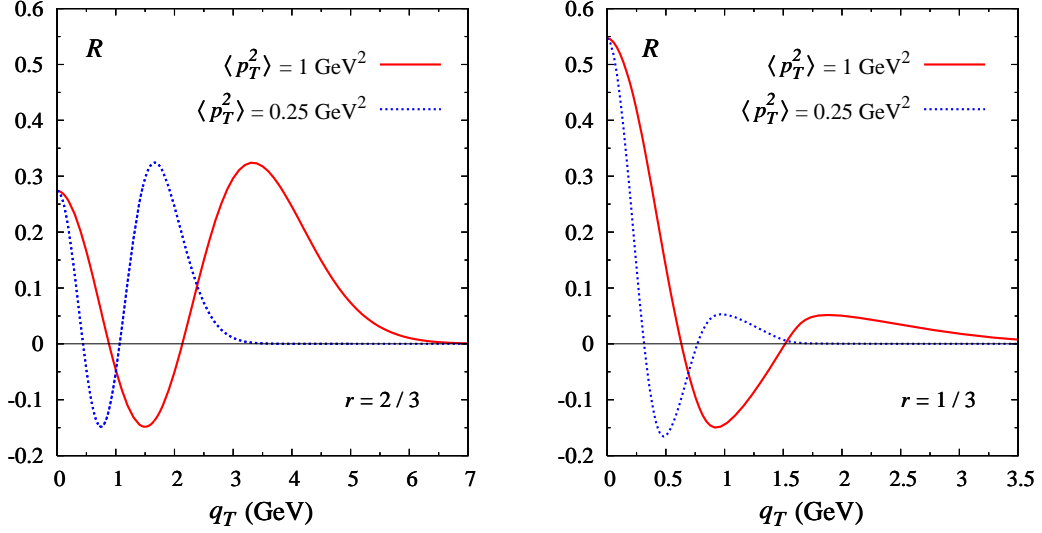 R
⟨ p_T^2 ⟩ = 1 GeV^2
⟨ p_T^2 ⟩ = 0.25 GeV^2
r = 2 / 3
0.6
0.5
0.4
0.3
0.2
0.1
0
-0.1
-0.2
0 1 2 3 4 5 6 7
q_T (GeV)
R
⟨ p_T^2 ⟩ = 1 GeV^2
⟨ p_T^2 ⟩ = 0.25 GeV^2
r = 1 / 3
0.6
0.5
0.4
0.3
0.2
0.1
0
-0.1
-0.2
0 0.5 1 1.5 2 2.5 3 3.5
q_T (GeV)